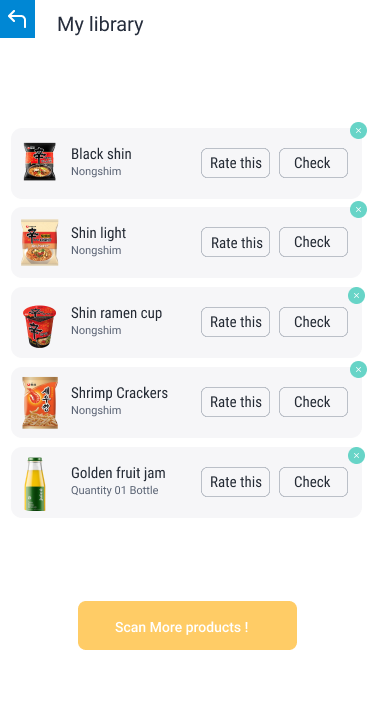 My library
Black shin
Nongshim
Rate this
Check
Shin light
Nongshim
Rate this
Check
Shin ramen cup
Nongshim
Rate this
Check
Shrimp Crackers
Nongshim
Rate this
Check
Golden fruit jam
Quantity 01 Bottle
Rate this
Check
Scan More products !